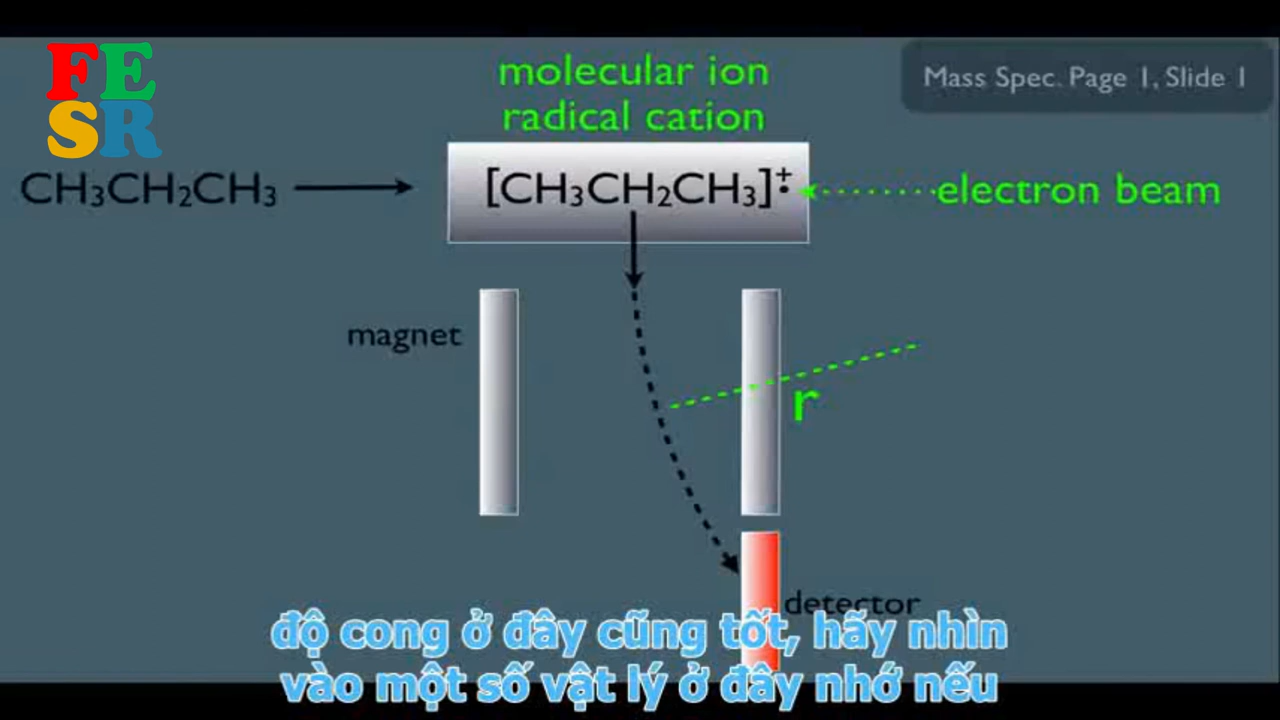 FE
SR
molecular ion
radical cation
Mass Spec. Page 1, Slide 1
CH₃CH₂CH₃
[CH₃CH₂CH₃]⁺•
electron beam
magnet
r
detector
độ cong ở đây cũng tốt, hãy nhìn
vào một số vật lý ở đây nhớ nếu